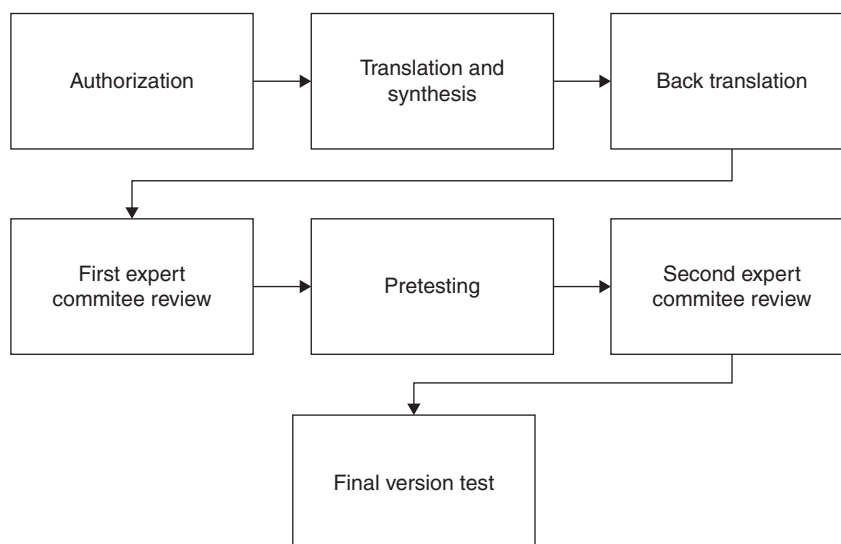 Authorization
Translation and
synthesis
Back translation
First expert
commitee review
Pretesting
Second expert
commitee review
Final version test